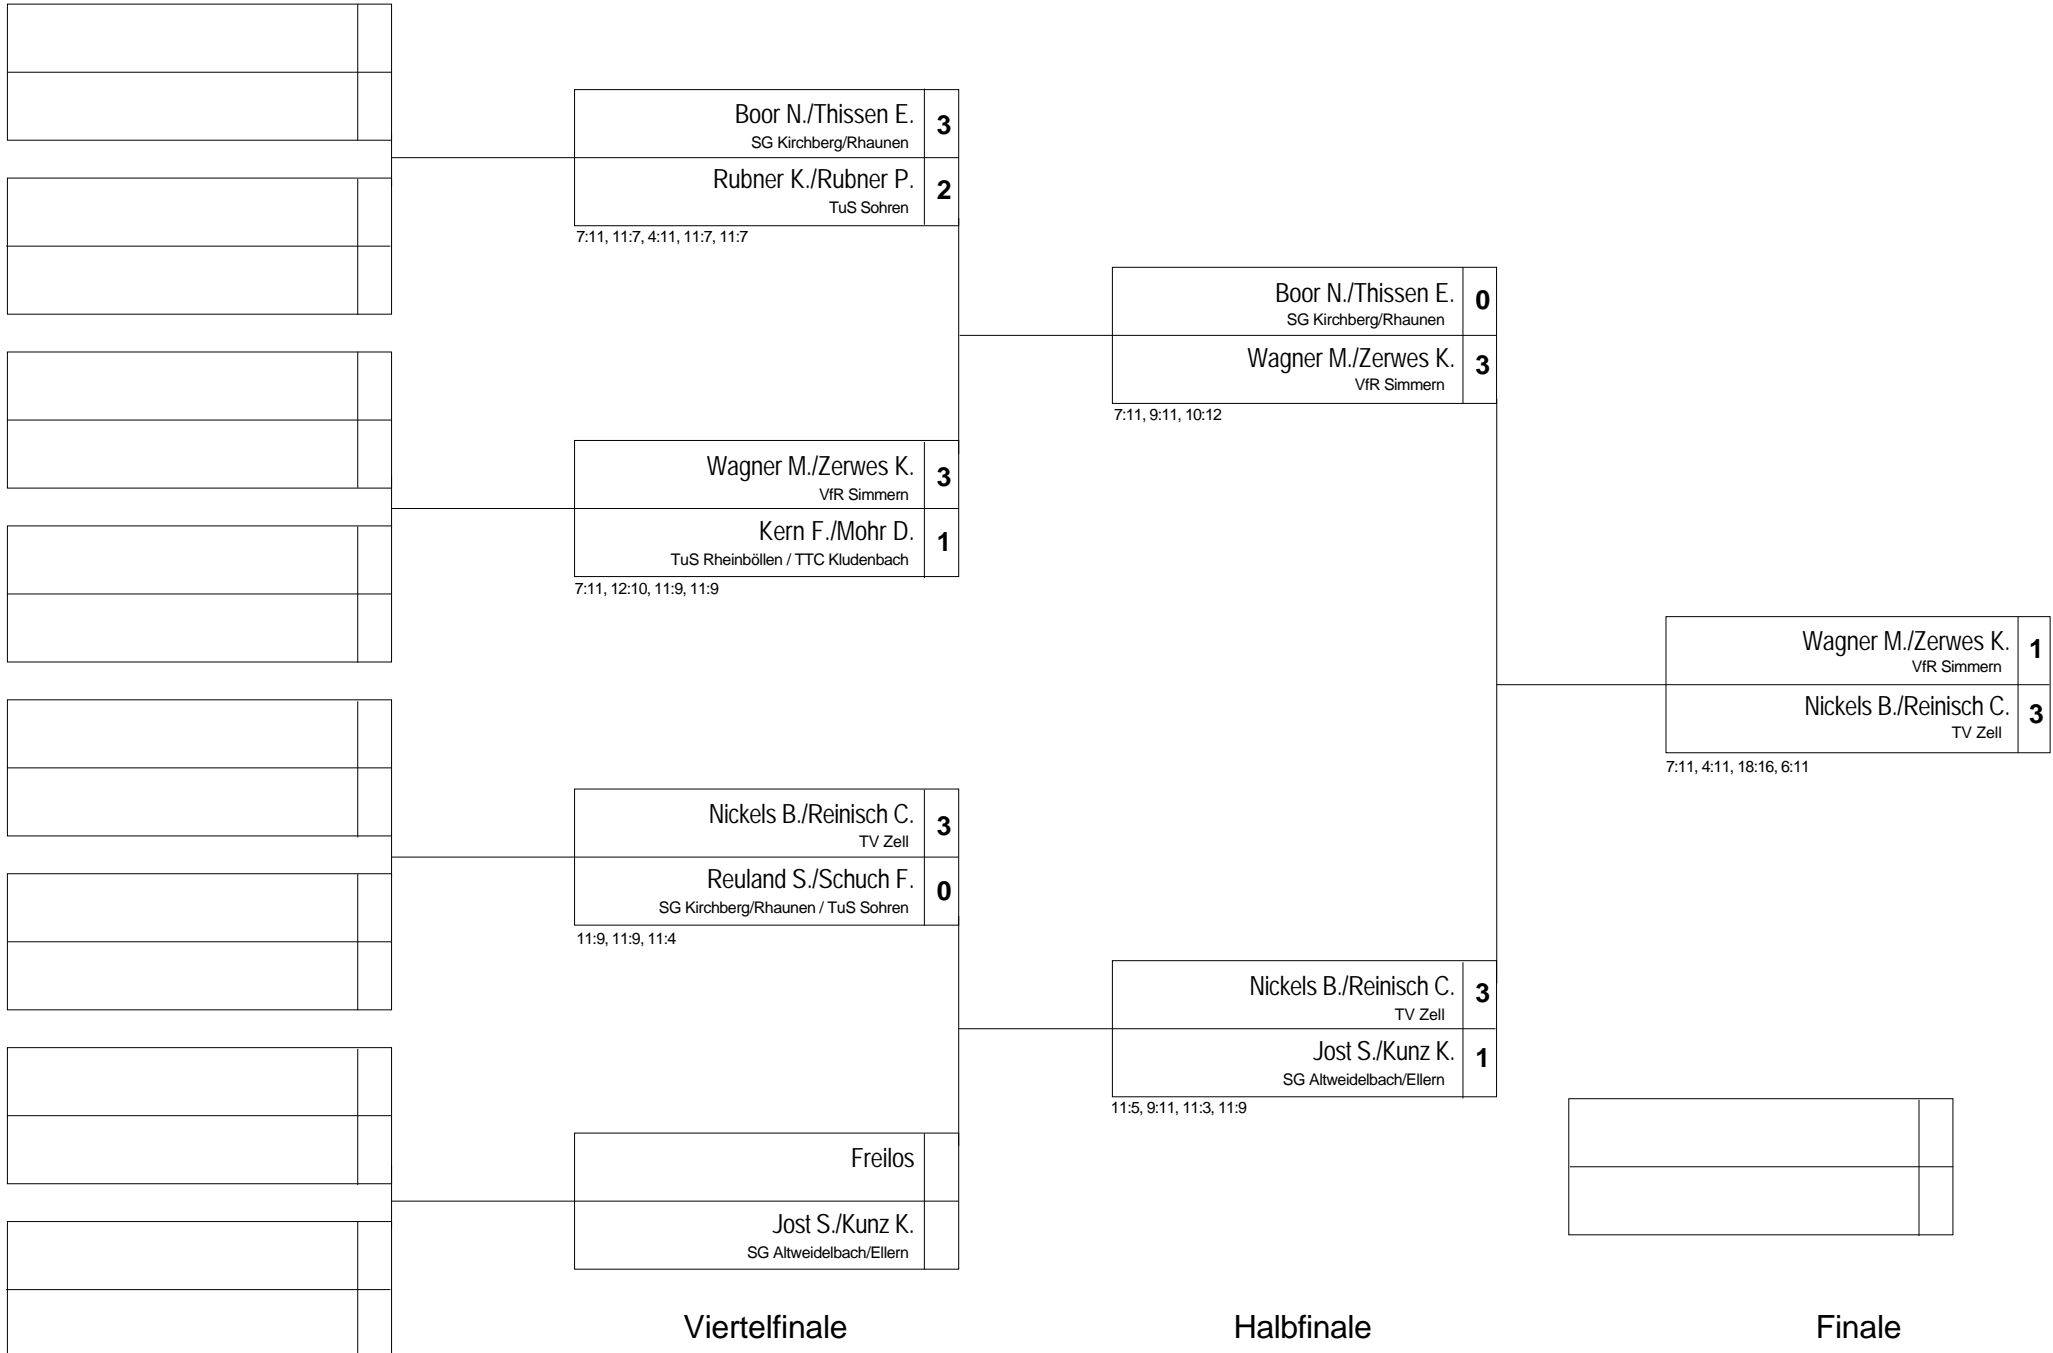 Boor N./Thissen E. 3
SG Kirchberg/Rhaunen
Rubner K./Rubner P. 2
TuS Sohren
7:11, 11:7, 4:11, 11:7, 11:7
Wagner M./Zerwes K. 3
VfR Simmern
Kern F./Mohr D. 1
TuS Rheinböllen / TTC Kludenbach
7:11, 12:10, 11:9, 11:9
Nickels B./Reinisch C. 3
TV Zell
Reuland S./Schuch F. 0
SG Kirchberg/Rhaunen / TuS Sohren
11:9, 11:9, 11:4
Freilos
Jost S./Kunz K.
SG Altweidelbach/Ellern
Viertelfinale
Boor N./Thissen E. 0
SG Kirchberg/Rhaunen
Wagner M./Zerwes K. 3
VfR Simmern
7:11, 9:11, 10:12
Nickels B./Reinisch C. 3
TV Zell
Jost S./Kunz K. 1
SG Altweidelbach/Ellern
11:5, 9:11, 11:3, 11:9
Halbfinale
Wagner M./Zerwes K. 1
VfR Simmern
Nickels B./Reinisch C. 3
TV Zell
7:11, 4:11, 18:16, 6:11
Finale